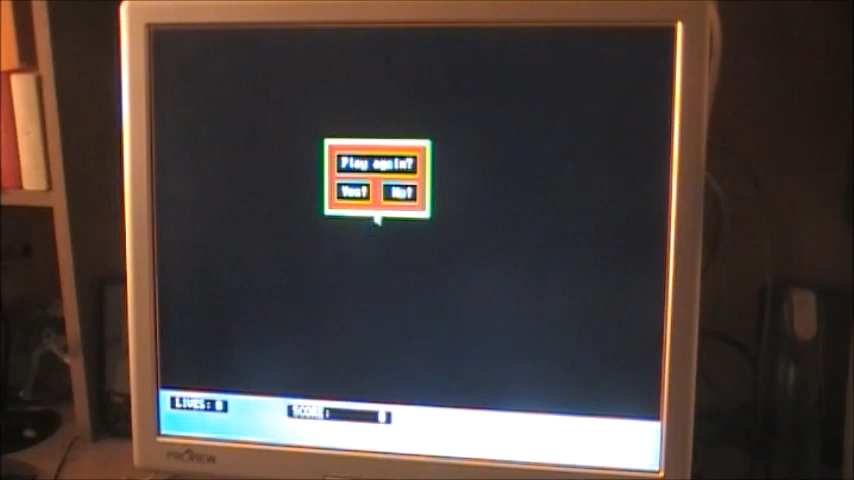 Play again?
Yes! No!
LIVES: 0
SCORE: 0
PROVIEW